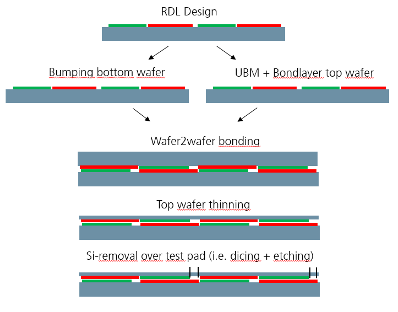 RDL Design
Bumping bottom wafer
UBM + Bondlayer top wafer
Wafer2wafer bonding
Top wafer thinning
Si-removal over test pad (i.e. dicing + etching)